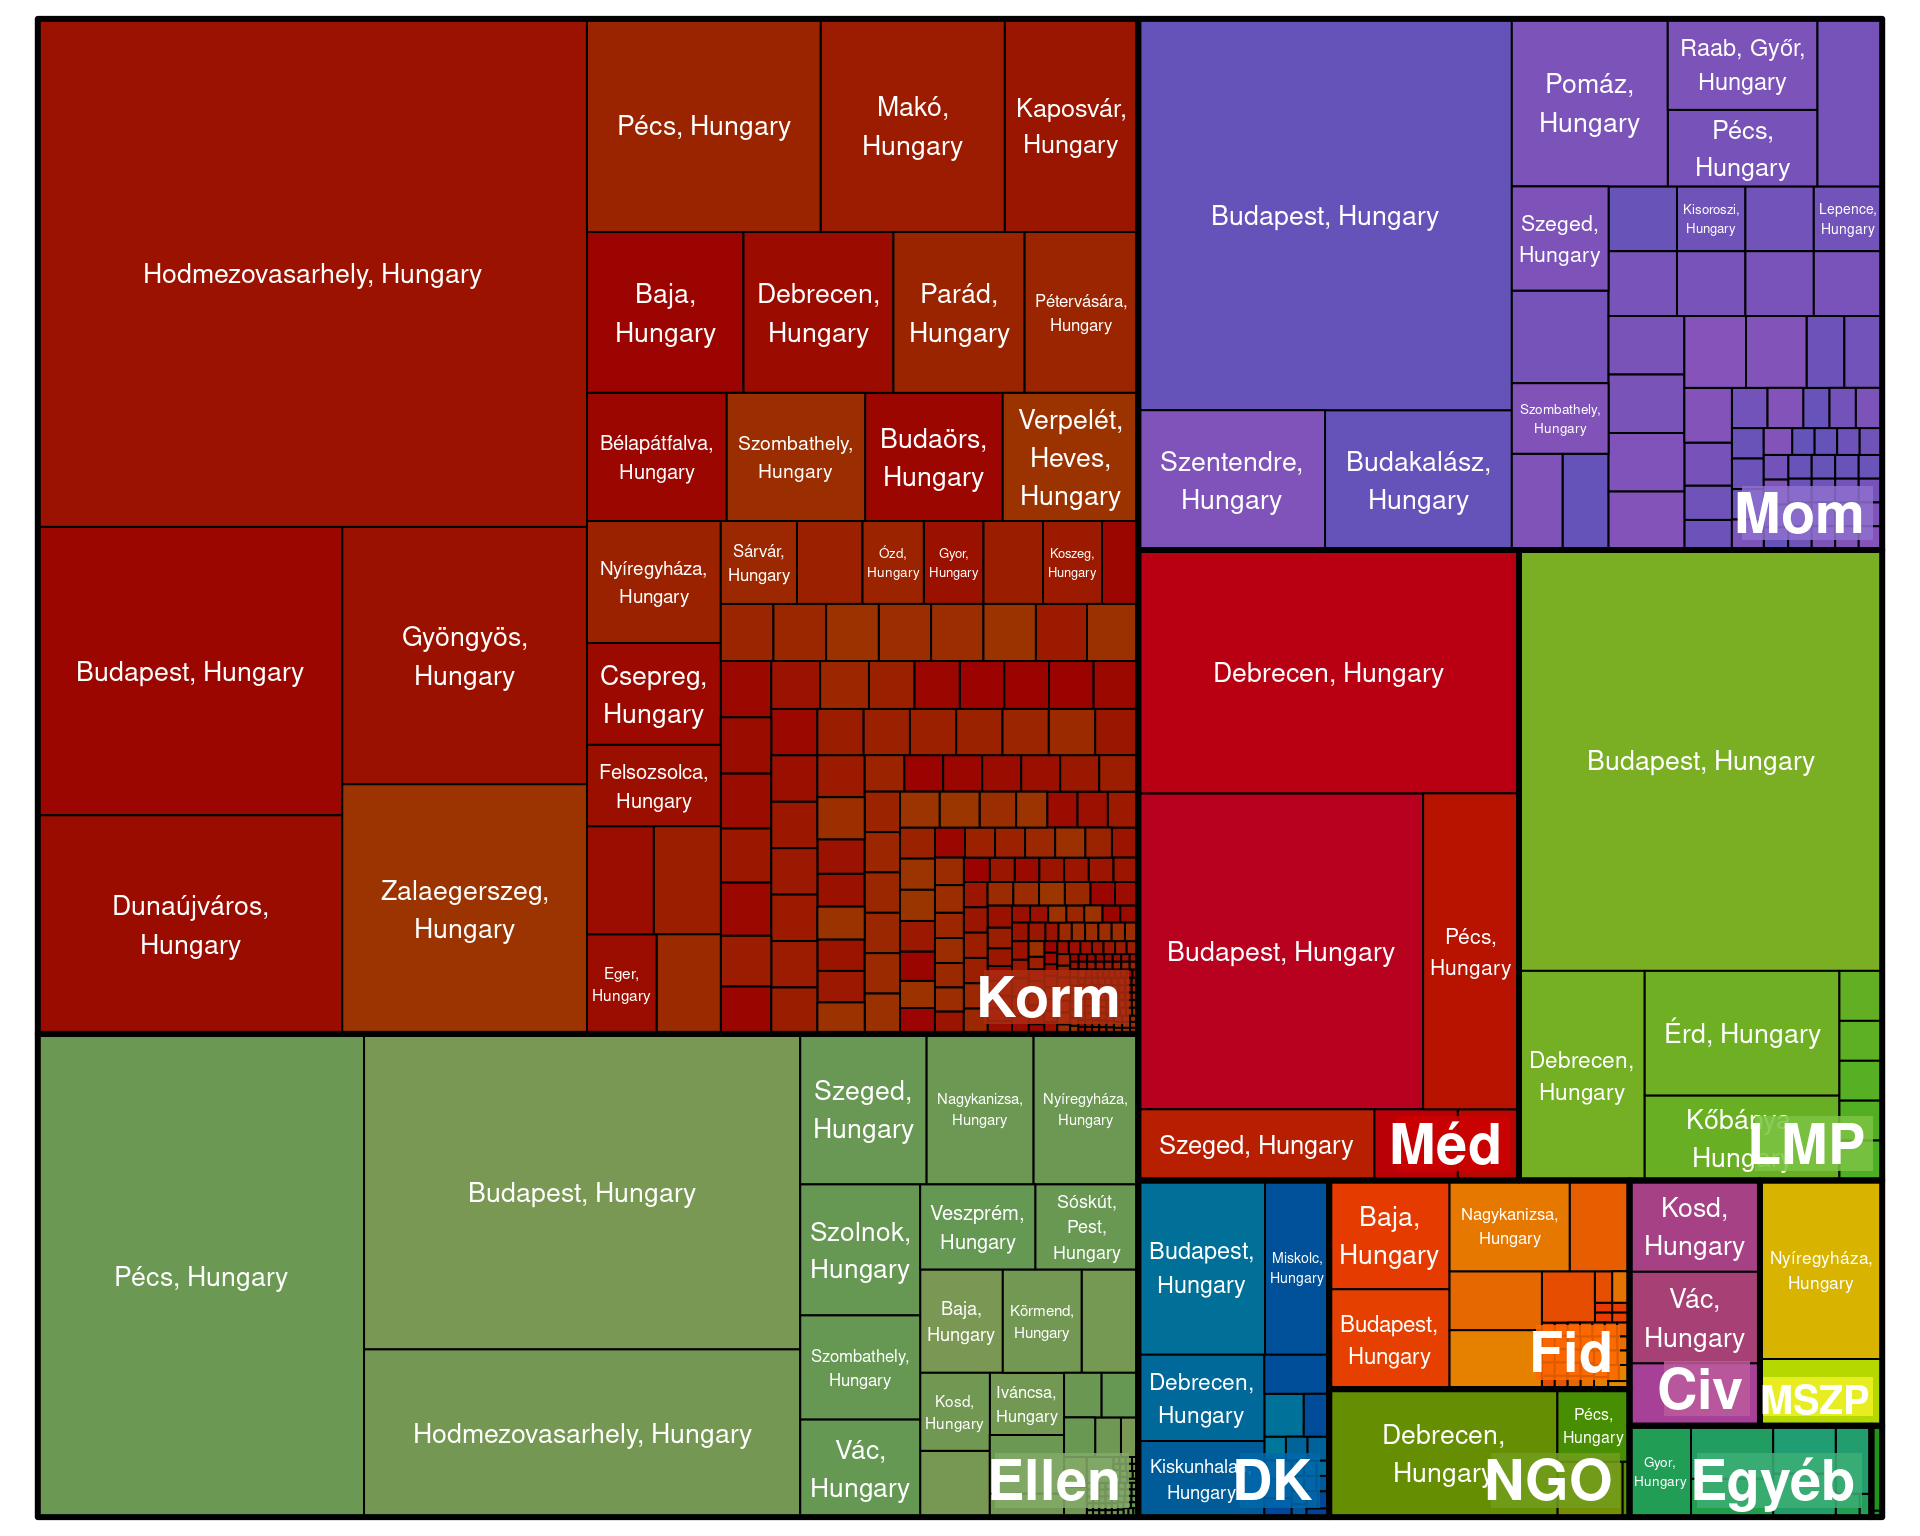 Hodmezovasarhely, Hungary
Pécs, Hungary
Makó,
Hungary
Kaposvár,
Hungary
Baja,
Hungary
Debrecen,
Hungary
Parád,
Hungary
Pétervására,
Hungary
Bélapátfalva,
Hungary
Szombathely,
Hungary
Budaörs,
Hungary
Verpelét,
Heves,
Hungary
Budapest, Hungary
Gyöngyös,
Hungary
Dunaújváros,
Hungary
Zalaegerszeg,
Hungary
Nyíregyháza,
Hungary
Sárvár,
Hungary
Ózd,
Hungary
Gyor,
Hungary
Koszeg,
Hungary
Csepreg,
Hungary
Felsozsolca,
Hungary
Eger,
Hungary
Korm
Pécs, Hungary
Budapest, Hungary
Hodmezovasarhely, Hungary
Szeged,
Hungary
Nagykanizsa,
Hungary
Nyíregyháza,
Hungary
Szolnok,
Hungary
Veszprém,
Hungary
Sóskút,
Pest,
Hungary
Szombathely,
Hungary
Baja,
Hungary
Körmend,
Hungary
Kosd,
Hungary
Iváncsa,
Hungary
Vác,
Hungary
Ellen
Budapest, Hungary
Szentendre,
Hungary
Budakalász,
Hungary
Pomáz,
Hungary
Raab, Győr,
Hungary
Pécs,
Hungary
Szeged,
Hungary
Kisoroszi,
Hungary
Lepence,
Hungary
Szombathely,
Hungary
Mom
Debrecen, Hungary
Budapest, Hungary
Pécs,
Hungary
Szeged, Hungary
Méd
Budapest, Hungary
Debrecen,
Hungary
Érd, Hungary
Kőbánya
Hungary
LMP
Budapest,
Hungary
Miskolc,
Hungary
Debrecen,
Hungary
Kiskunhalas,
Hungary
DK
Baja,
Hungary
Nagykanizsa,
Hungary
Budapest,
Hungary
Fid
Debrecen,
Hungary
Pécs,
Hungary
NGO
Kosd,
Hungary
Vác,
Hungary
Civ
Nyíregyháza,
Hungary
MSZP
Gyor,
Hungary
Egyéb